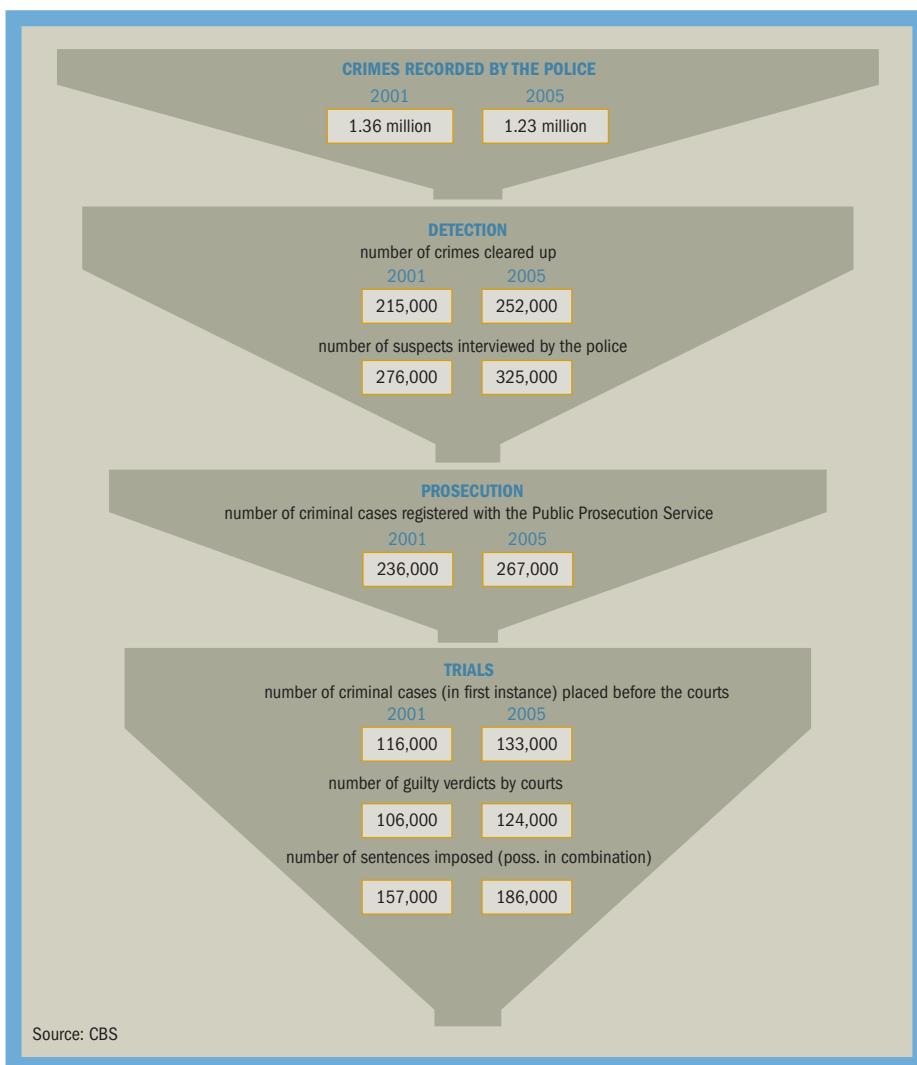 CRIMES RECORDED BY THE POLICE
2001 2005
1.36 million 1.23 million
DETECTION
number of crimes cleared up
2001 2005
215,000 252,000
number of suspects interviewed by the police
276,000 325,000
PROSECUTION
number of criminal cases registered with the Public Prosecution Service
2001 2005
236,000 267,000
TRIALS
number of criminal cases (in first instance) placed before the courts
2001 2005
116,000 133,000
number of guilty verdicts by courts
106,000 124,000
number of sentences imposed (poss. in combination)
157,000 186,000
Source: CBS